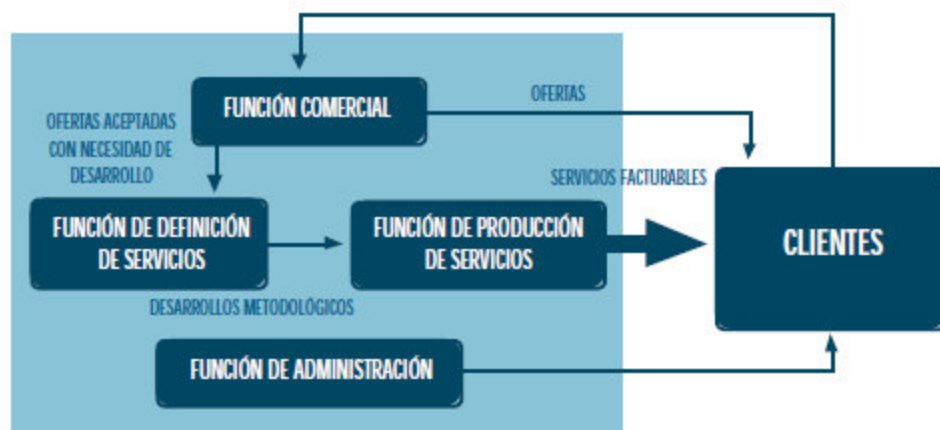 FUNCIÓN COMERCIAL
OFERTAS
OFERTAS ACEPTADAS
CON NECESIDAD DE
DESARROLLO
SERVICIOS FACTURABLES
FUNCIÓN DE DEFINICIÓN
DE SERVICIOS
FUNCIÓN DE PRODUCCIÓN
DE SERVICIOS
CLIENTES
DESARROLLOS METODOLÓGICOS
FUNCIÓN DE ADMINISTRACIÓN